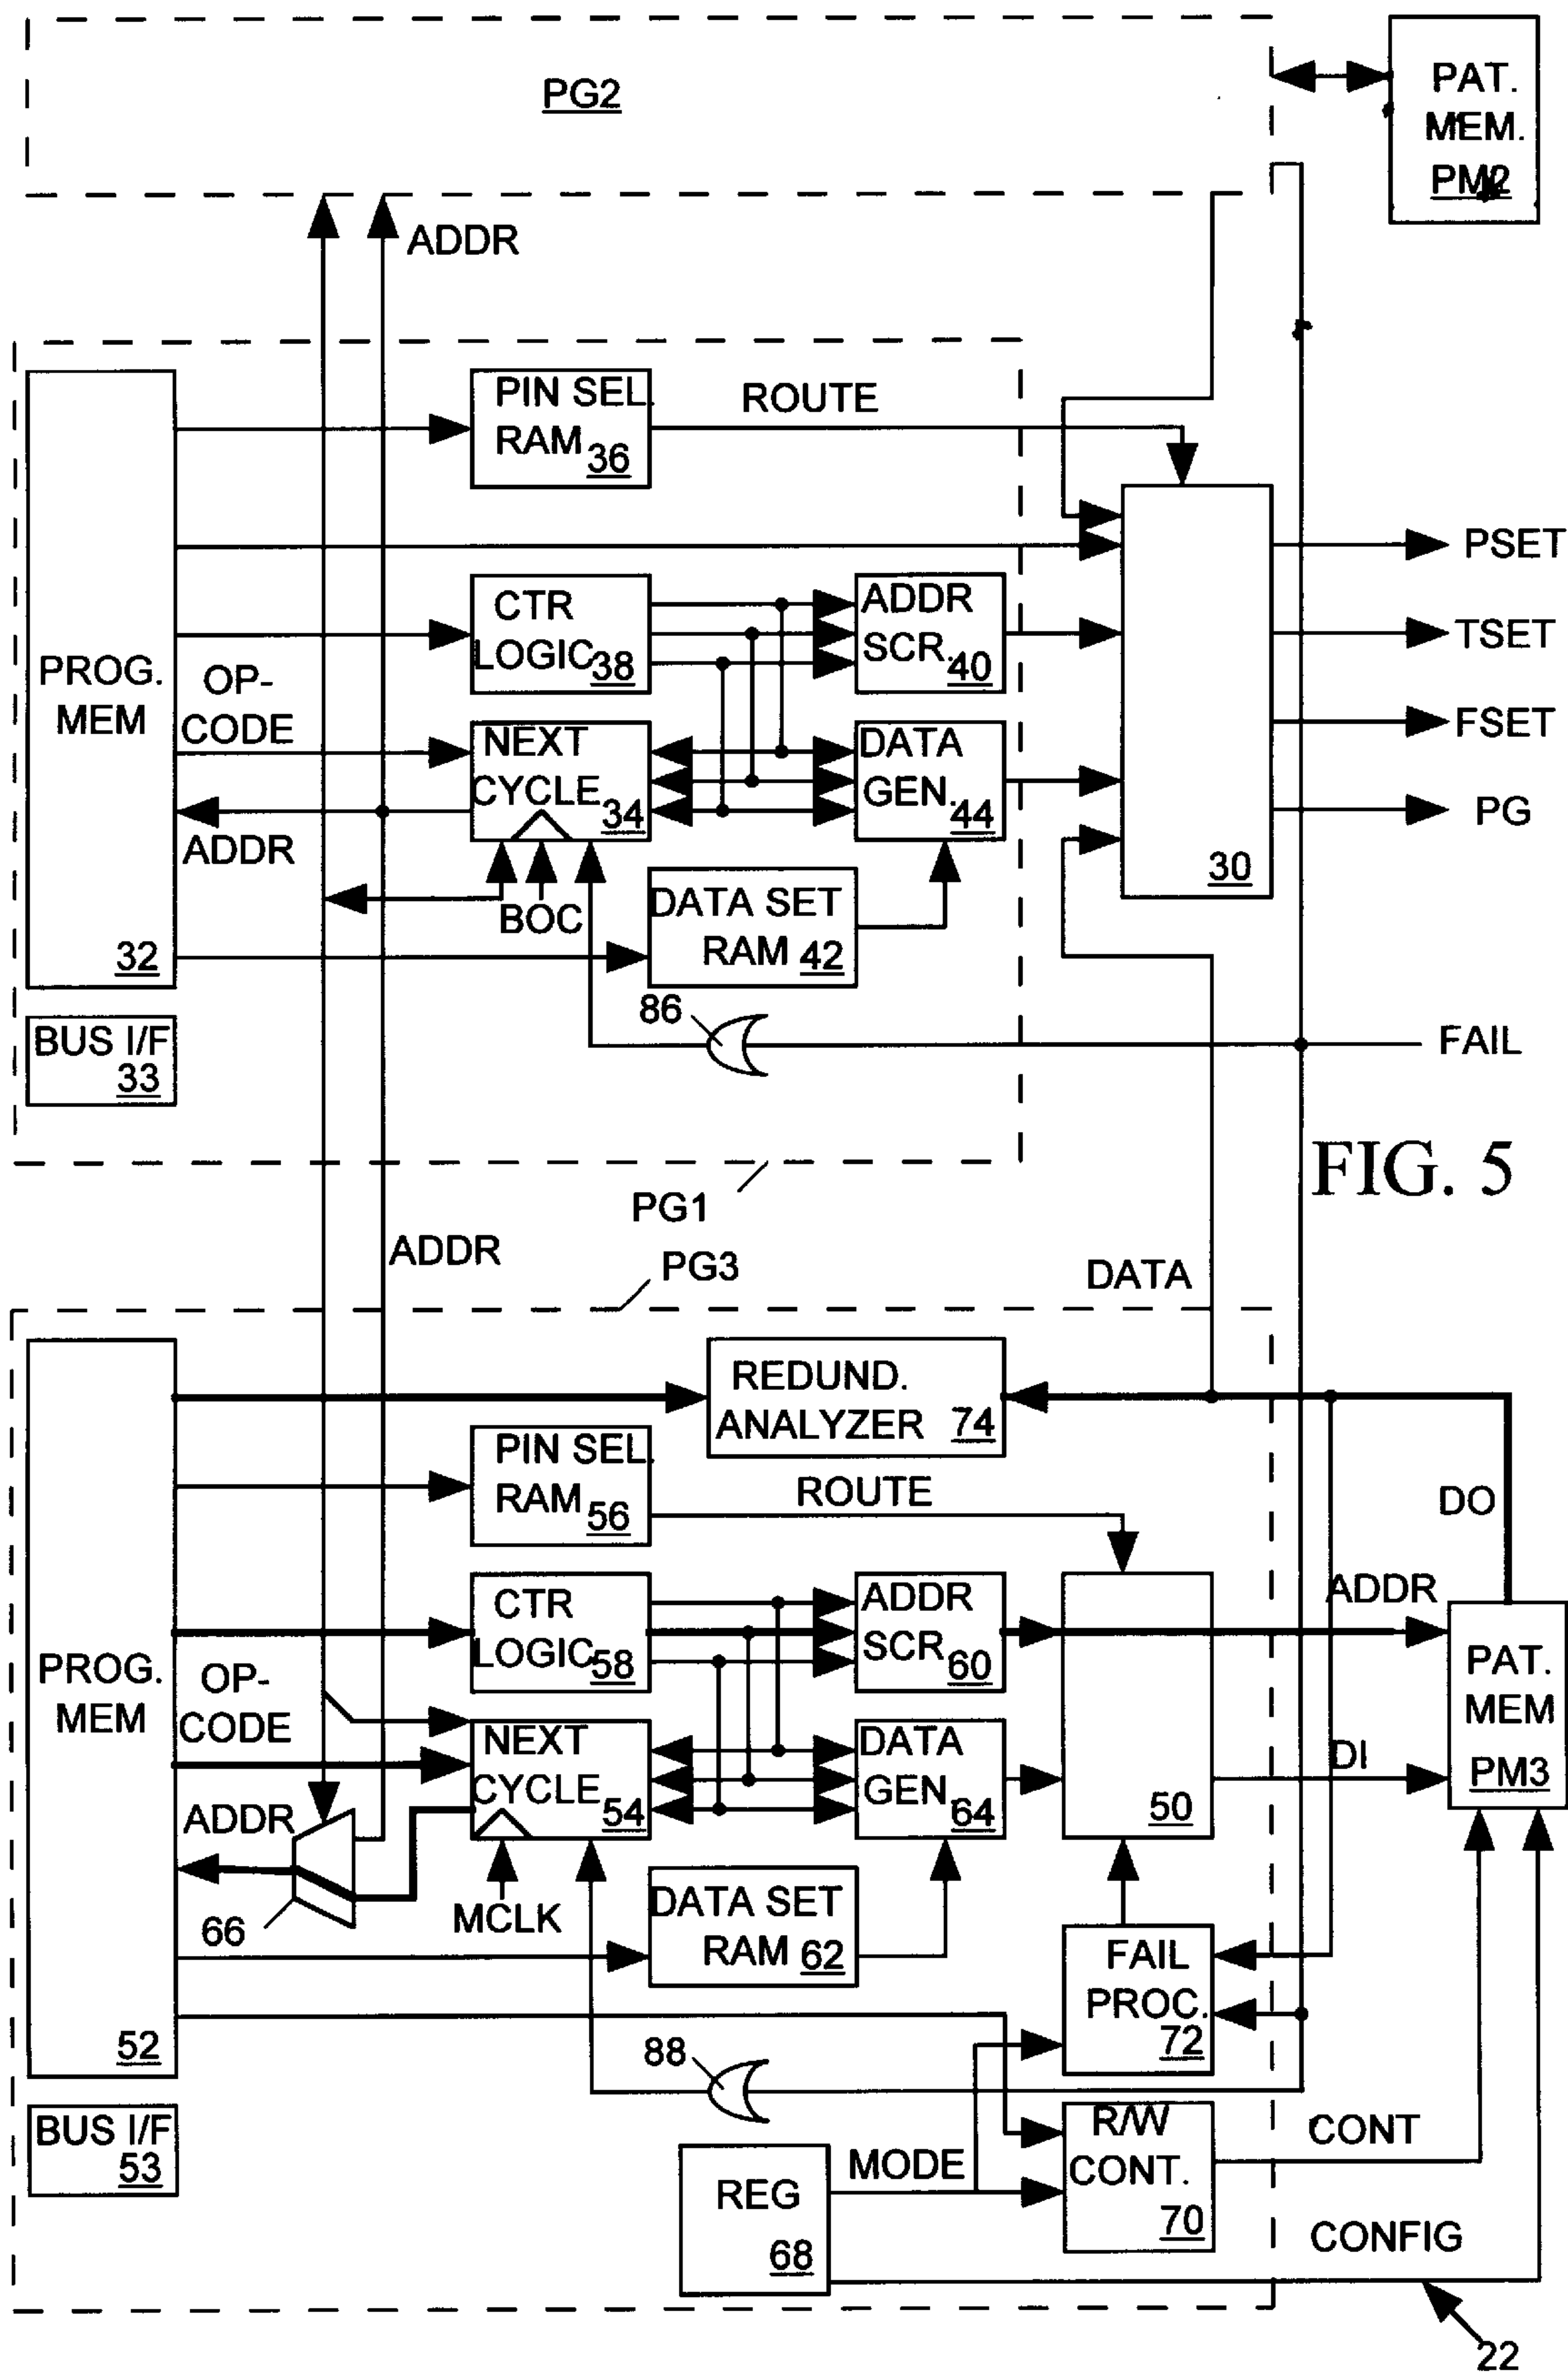 PG2
PAT.
MEM.
PM2
ADDR
PIN SEL.
RAM 36
ROUTE
PSET
CTR
LOGIC 38
ADDR
SCR. 40
TSET
PROG.
MEM
OP-
CODE
NEXT
CYCLE 34
DATA
GEN. 44
FSET
PG
ADDR
30
BOC
DATA SET
RAM 42
32
86
BUS I/F
33
FAIL
FIG. 5
PG1
ADDR
PG3
DATA
REDUND.
ANALYZER 74
PIN SEL.
RAM 56
ROUTE
DO
CTR
LOGIC 58
ADDR
SCR. 60
ADDR
PROG.
MEM
OP-
CODE
PAT.
MEM
PM3
NEXT
CYCLE 54
DATA
GEN. 64
DI
50
ADDR
66
MCLK
DATA SET
RAM 62
FAIL
PROC.
72
52
88
BUS I/F
53
R/W
CONT.
70
CONT
MODE
REG
68
CONFIG
22